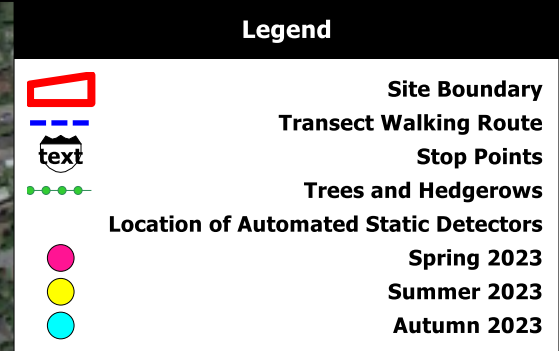 Legend
Site Boundary
Transect Walking Route
text
Stop Points
Trees and Hedgerows
Location of Automated Static Detectors
Spring 2023
Summer 2023
Autumn 2023